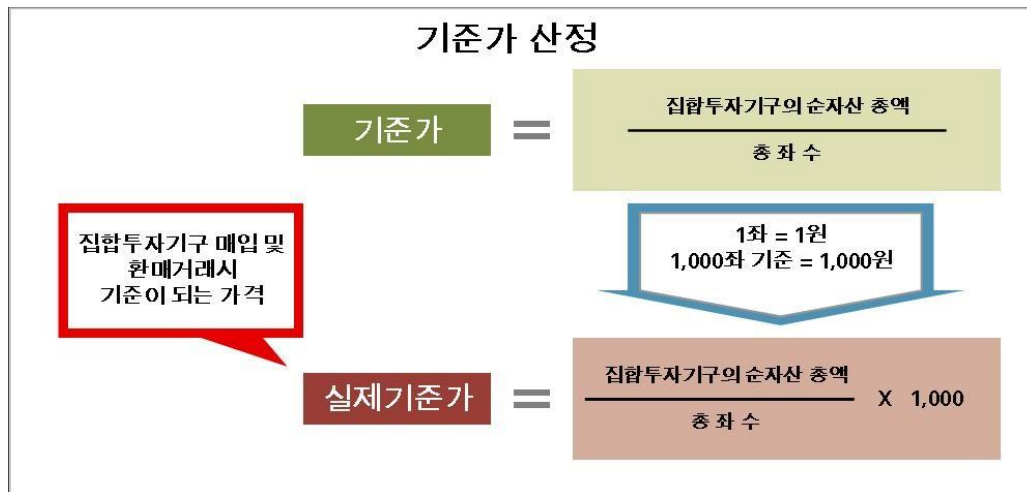 기준가 산정
기준가 = 집합투자기구의 순자산 총액
총 좌 수
집합투자기구 매입 및
환매거래시
기준이 되는 가격
1좌 = 1원
1,000좌 기준 = 1,000원
실제기준가 = 집합투자기구의 순자산 총액
총 좌 수
X 1,000